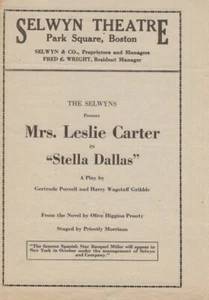 SELWYN THEATRE
Park Square, Boston
SELWYN & CO., Proprietors and Managers
FRED E. WRIGHT, Resident Manager
THE SELWYNS
Present
Mrs. Leslie Carter
IN
"Stella Dallas"
A Play by
Gertrude Purcell and Harry Wagstaff Gribble
From the Novel by Olive Higgins Prouty
Staged by Priestly Morrison
"The famous Spanish Star Raquel Meller will appear in
New York in October under the management of Selwyn
and Company."